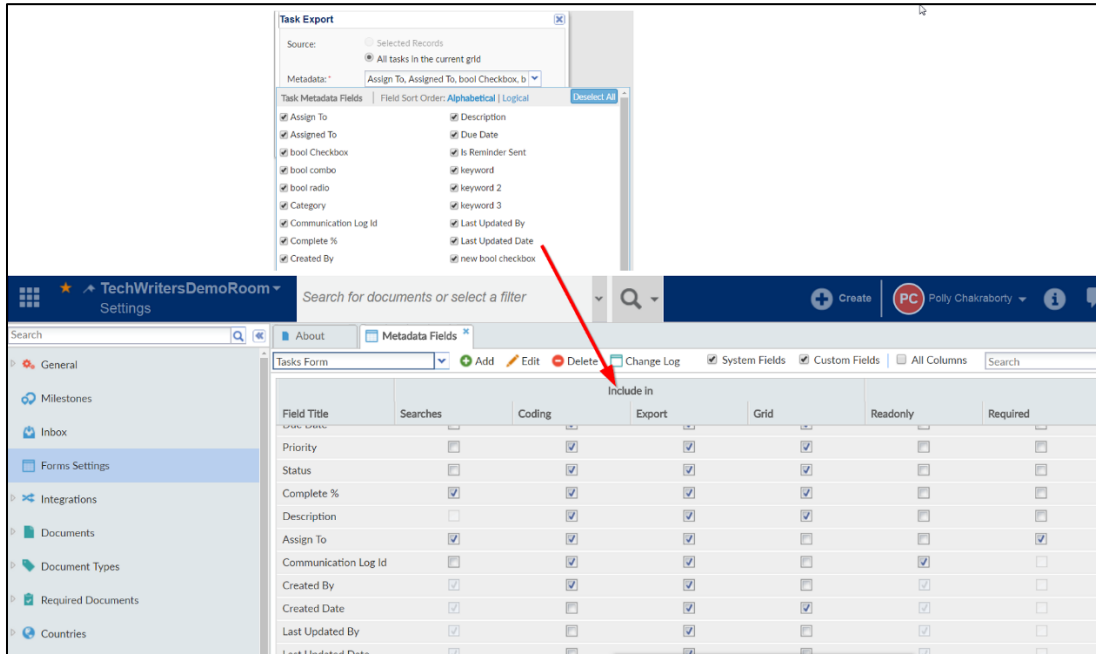 Task Export
Source: Selected Records
All tasks in the current grid
Metadata:* Assign To, Assigned To, bool Checkbox, b
Task Metadata Fields | Field Sort Order: Alphabetical | Logical Deselect All
Assign To Description
Assigned To Due Date
bool Checkbox Is Reminder Sent
bool combo keyword
bool radio keyword 2
Category keyword 3
Communication Log Id Last Updated By
Complete % Last Updated Date
Created By new bool checkbox
TechWritersDemoRoom
Settings
Search for documents or select a filter
Create
PC Polly Chakraborty
Search
About Metadata Fields
General
Milestones
Inbox
Forms Settings
Integrations
Documents
Document Types
Required Documents
Countries
Tasks Form Add Edit Delete Change Log System Fields Custom Fields All Columns Search
Include in
Field Title Searches Coding Export Grid Readonly Required
Due Date
Priority
Status
Complete %
Description
Assign To
Communication Log Id
Created By
Created Date
Last Updated By
Last Updated Date